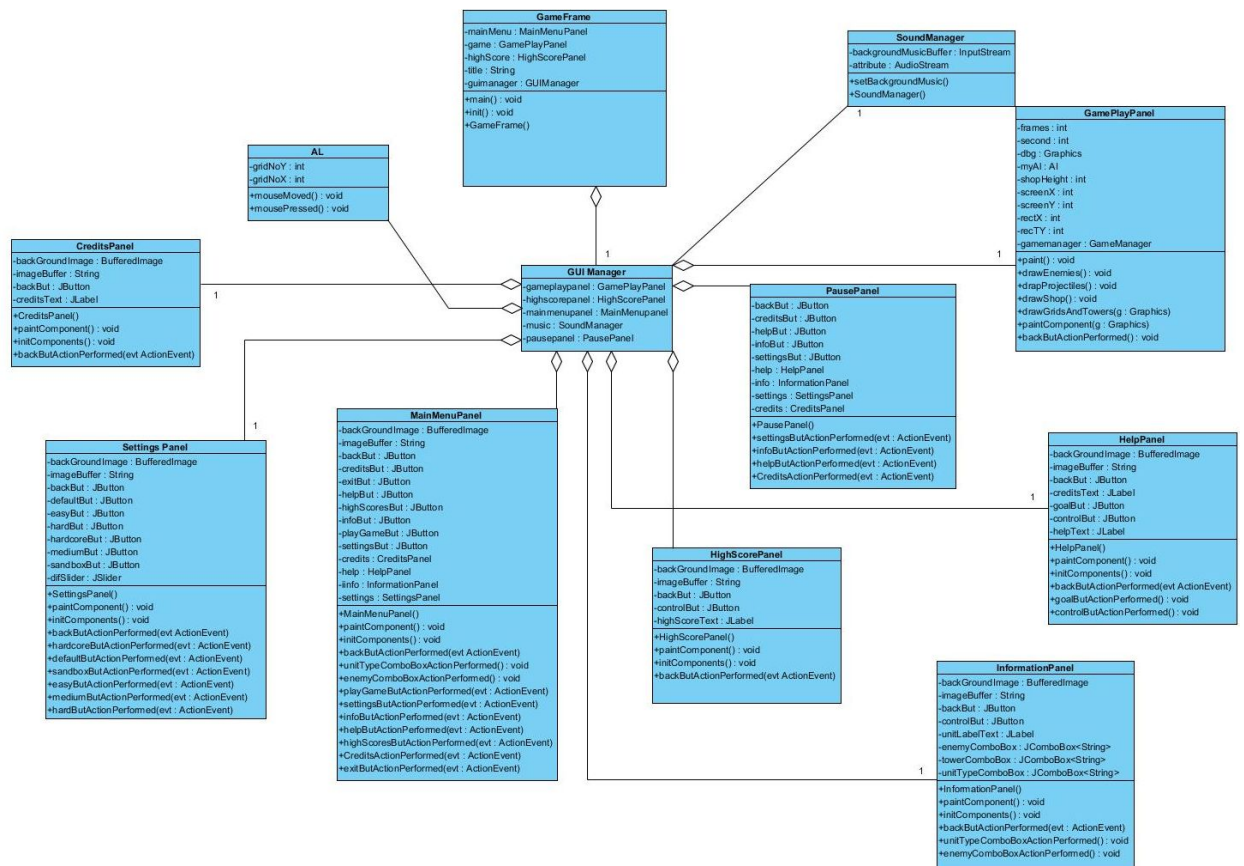 GameFrame
-mainMenu : MainMenuPanel
-game : GamePlayPanel
-highScore : HighScorePanel
-title : String
-guimanager : GUIManager
+main() : void
+init() : void
+GameFrame()
SoundManager
-backgroundMusicBuffer : InputStream
-attribute : AudioStream
+setBackgroundMusic()
+SoundManager()
1
GamePlayPanel
-frames : int
-second : int
-dbg : Graphics
-myAl : Al
-shopHeight : int
-screenX : int
-screenY : int
-rectX : int
-recTY : int
-gamemanager : GameManager
+paint() : void
+drawEnemies() : void
+drapProjectiles() : void
+drawShop() : void
+drawGridsAndTowers(g : Graphics)
+paintComponent(g : Graphics)
+backButActionPerformed() : void
AL
-gridNoY : int
-gridNoX : int
+mouseMoved() : void
+mousePressed() : void
CreditsPanel
-backGroundImage : BufferedImage
-imageBuffer : String
-backBut : JButton
-creditsText : JLabel
+CreditsPanel()
+paintComponent() : void
+initComponents() : void
+backButActionPerformed(evt ActionEvent)
1
1
1
GUI Manager
-gameplaypanel : GamePlayPanel
-highscorepanel : HighScorePanel
-mainmenupanel : MainMenupanel
-music : SoundManager
-pausepanel : PausePanel
PausePanel
-backBut : JButton
-creditsBut : JButton
-helpBut : JButton
-infoBut : JButton
-settingsBut : JButton
-help : HelpPanel
-info : InformationPanel
-settings : SettingsPanel
-credits : CreditsPanel
+PausePanel()
+settingsButActionPerformed(evt : ActionEvent)
+infoButActionPerformed(evt : ActionEvent)
+helpButActionPerformed(evt : ActionEvent)
+CreditsActionPerformed(evt : ActionEvent)
1
Settings Panel
-backGroundImage : BufferedImage
-imageBuffer : String
-backBut : JButton
-defaultBut : JButton
-easyBut : JButton
-hardBut : JButton
-hardcoreBut : JButton
-mediumBut : JButton
-sandboxBut : JButton
-difSlider : JSlider
+SettingsPanel()
+paintComponent() : void
+initComponents() : void
+backButActionPerformed(evt ActionEvent)
+hardcoreButActionPerformed(evt : ActionEvent)
+defaultButActionPerformed(evt : ActionEvent)
+sandboxButActionPerformed(evt : ActionEvent)
+easyButActionPerformed(evt : ActionEvent)
+mediumButActionPerformed(evt : ActionEvent)
+hardButActionPerformed(evt : ActionEvent)
MainMenuPanel
-backGroundImage : BufferedImage
-imageBuffer : String
-backBut : JButton
-creditsBut : JButton
-exitBut : JButton
-helpBut : JButton
-highScoresBut : JButton
-infoBut : JButton
-playGameBut : JButton
-settingsBut : JButton
-credits : CreditsPanel
-help : HelpPanel
-iinfo : InformationPanel
-settings : SettingsPanel
+MainMenuPanel()
+paintComponent() : void
+initComponents() : void
+backButActionPerformed(evt ActionEvent)
+unitTypeComboBoxActionPerformed() : void
+enemyComboBoxActionPerformed() : void
+playGameButActionPerformed(evt : ActionEvent)
+settingsButActionPerformed(evt : ActionEvent)
+infoButActionPerformed(evt : ActionEvent)
+helpButActionPerformed(evt : ActionEvent)
+highScoresButActionPerformed(evt : ActionEvent)
+CreditsActionPerformed(evt : ActionEvent)
+exitButActionPerformed(evt : ActionEvent)
HighScorePanel
-backGroundImage : BufferedImage
-imageBuffer : String
-backBut : JButton
-controlBut : JButton
-highScoreText : JLabel
+HighScorePanel()
+paintComponent() : void
+initComponents() : void
+backButActionPerformed(evt ActionEvent)
1
HelpPanel
-backGroundImage : BufferedImage
-imageBuffer : String
-backBut : JButton
-creditsText : JLabel
-goalBut : JButton
-controlBut : JButton
-helpText : JLabel
+HelpPanel()
+paintComponent() : void
+initComponents() : void
+backButActionPerformed(evt ActionEvent)
+goalButActionPerfomed() : void
+controlButActionPerformed() : void
1
InformationPanel
-backGroundImage : BufferedImage
-imageBuffer : String
-backBut : JButton
-controlBut : JButton
-unitLabelText : JLabel
-enemyComboBox : JComboBox<String>
-towerComboBox : JComboBox<String>
-unitTypeComboBox : JComboBox<String>
+InformationPanel()
+paintComponent() : void
+initComponents() : void
+backButActionPerformed(evt : ActionEvent)
+unitTypeComboBoxActionPerformed() : void
+enemyComboBoxActionPerformed() : void